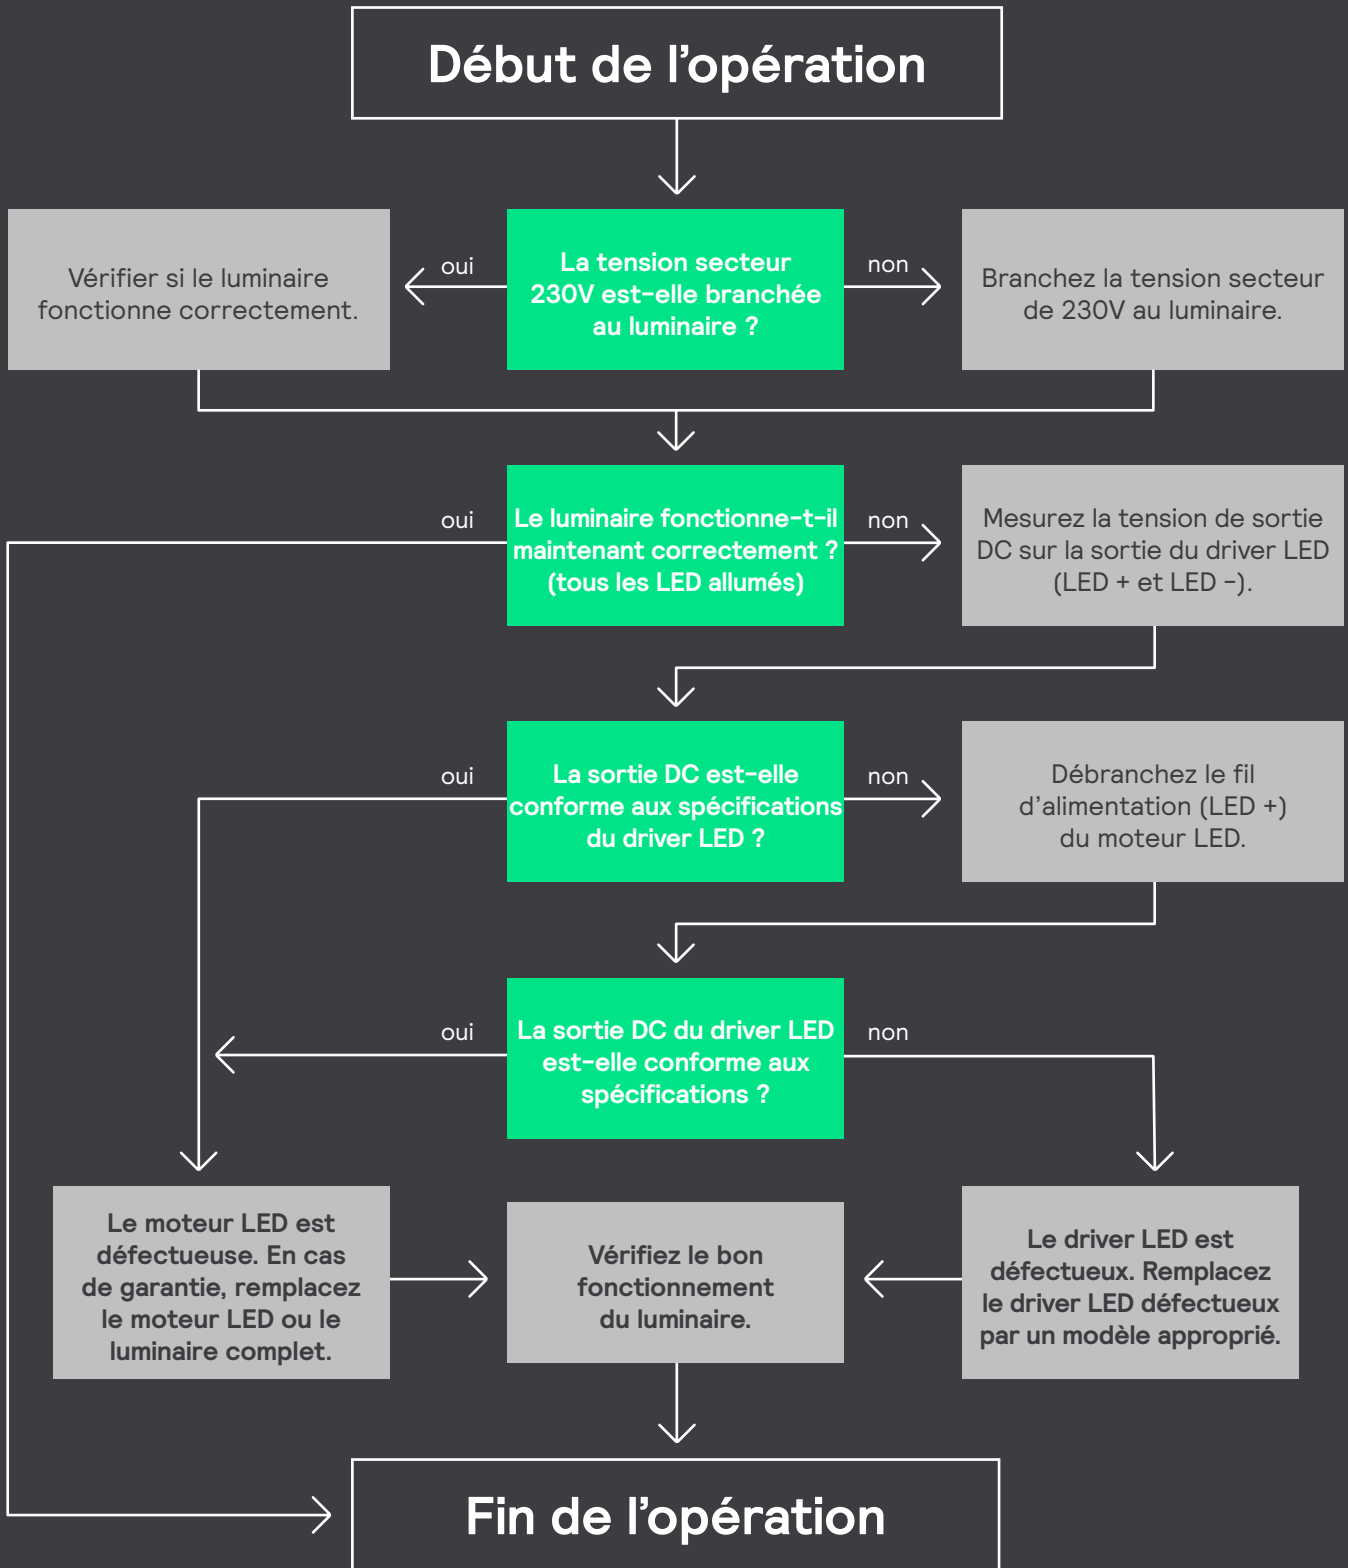 Début de l'opération
Vérifier si le luminaire
fonctionne correctement.
oui
La tension secteur
230V est-elle branchée
au luminaire ?
non
Branchez la tension secteur
de 230V au luminaire.
oui
Le luminaire fonctionne-t-il
maintenant correctement ?
(tous les LED allumés)
non
Mesurez la tension de sortie
DC sur la sortie du driver LED
(LED + et LED -).
oui
La sortie DC est-elle
conforme aux spécifications
du driver LED ?
non
Débranchez le fil
d'alimentation (LED +)
du moteur LED.
oui
La sortie DC du driver LED
est-elle conforme aux
spécifications ?
non
Le moteur LED est
défectueuse. En cas
de garantie, remplacez
le moteur LED ou le
luminaire complet.
Vérifiez le bon
fonctionnement
du luminaire.
Le driver LED est
défectueux. Remplacez
le driver LED défectueux
par un modèle approprié.
Fin de l'opération